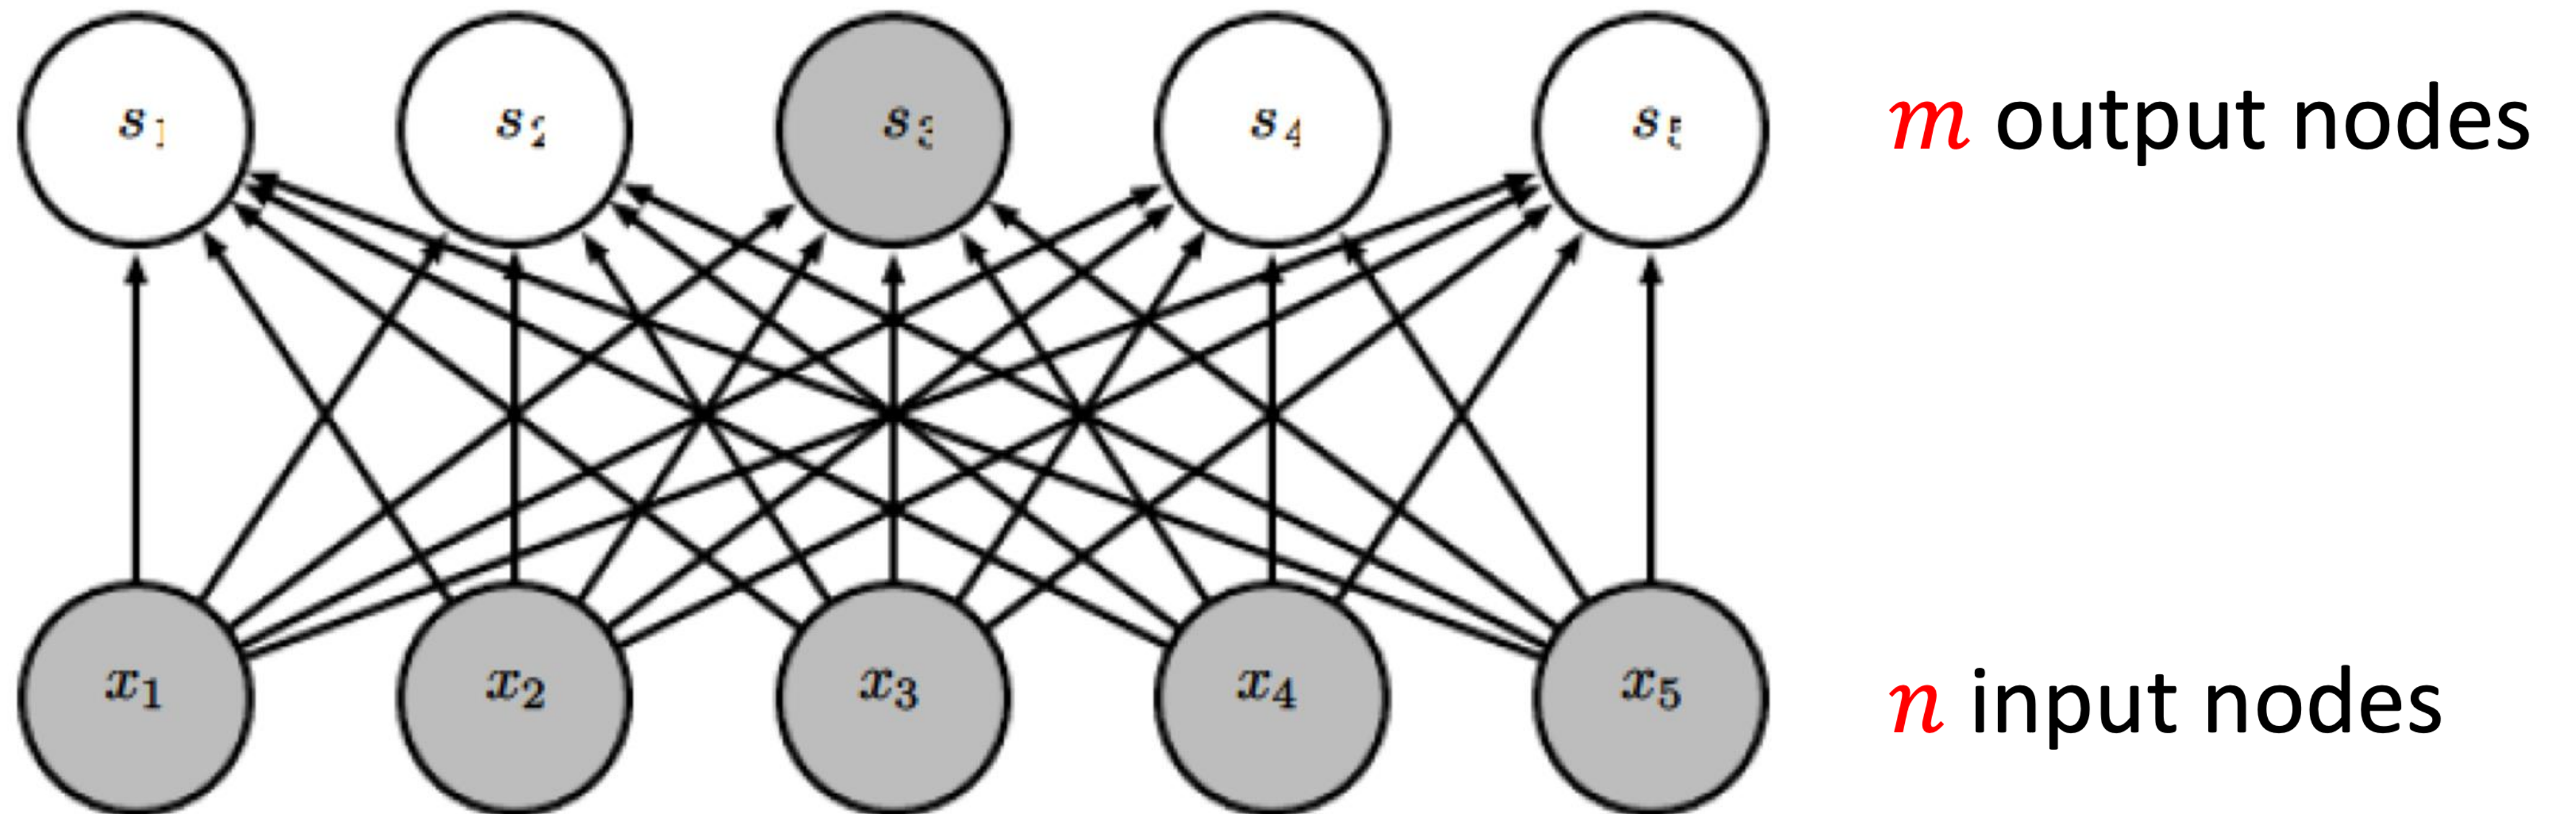 s1 s2 s3 s4 s5 m output nodes
x1 x2 x3 x4 x5 n input nodes